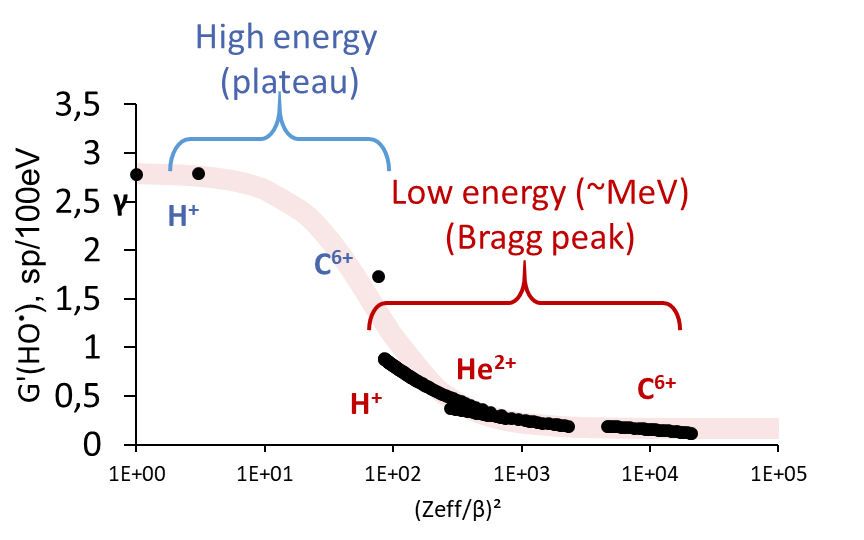 High energy
(plateau)
3,5
3
2,5
2
1,5
1
0,5
0
G'(HO•), sp/100eV
γ
H⁺
C⁶⁺
Low energy (~MeV)
(Bragg peak)
H⁺
He²⁺
C⁶⁺
1E+00 1E+01 1E+02 1E+03 1E+04 1E+05
(Zeff/β)²